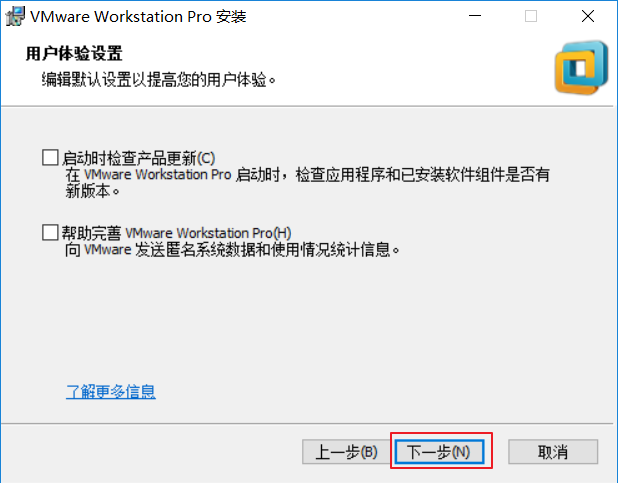 VMware Workstation Pro 安装
用户体验设置
编辑默认设置以提高您的用户体验。
启动时检查产品更新(C)
在 VMware Workstation Pro 启动时，检查应用程序和已安装软件组件是否有
新版本。
帮助完善 VMware Workstation Pro(H)
向 VMware 发送匿名系统数据和使用情况统计信息。
了解更多信息
上一步(B)
下一步(N)
取消